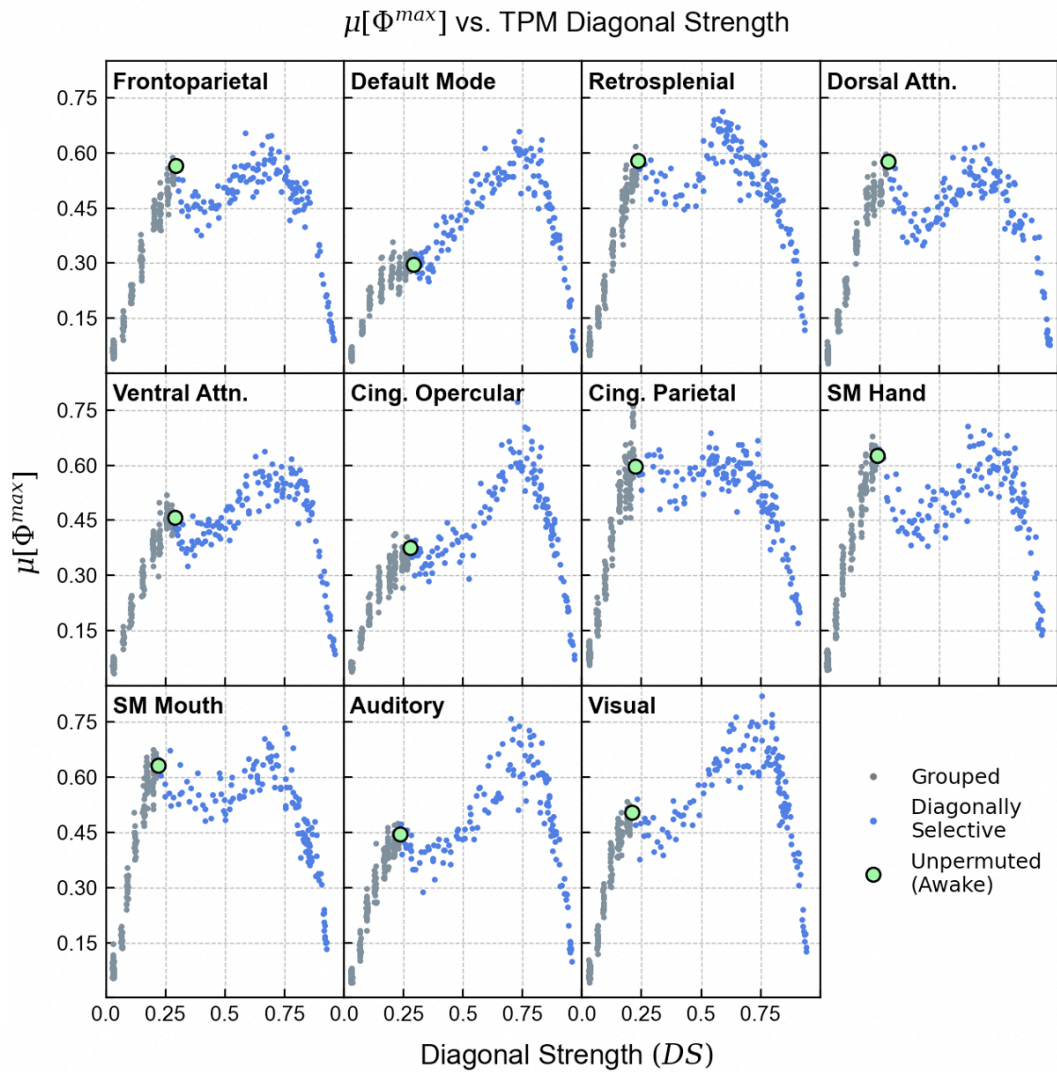 μ[Φ^max] vs. TPM Diagonal Strength
Frontoparietal
Default Mode
Retrosplenial
Dorsal Attn.
0.75
0.60
0.45
0.30
0.15
Ventral Attn.
Cing. Opercular
Cing. Parietal
SM Hand
0.75
0.60
0.45
0.30
0.15
μ[Φ^max]
SM Mouth
Auditory
Visual
0.75
0.60
0.45
0.30
0.15
Grouped
Diagonally
Selective
Unpermuted
(Awake)
0.0 0.25 0.5 0.75 0.0 0.25 0.5 0.75 0.0 0.25 0.5 0.75
Diagonal Strength (DS)